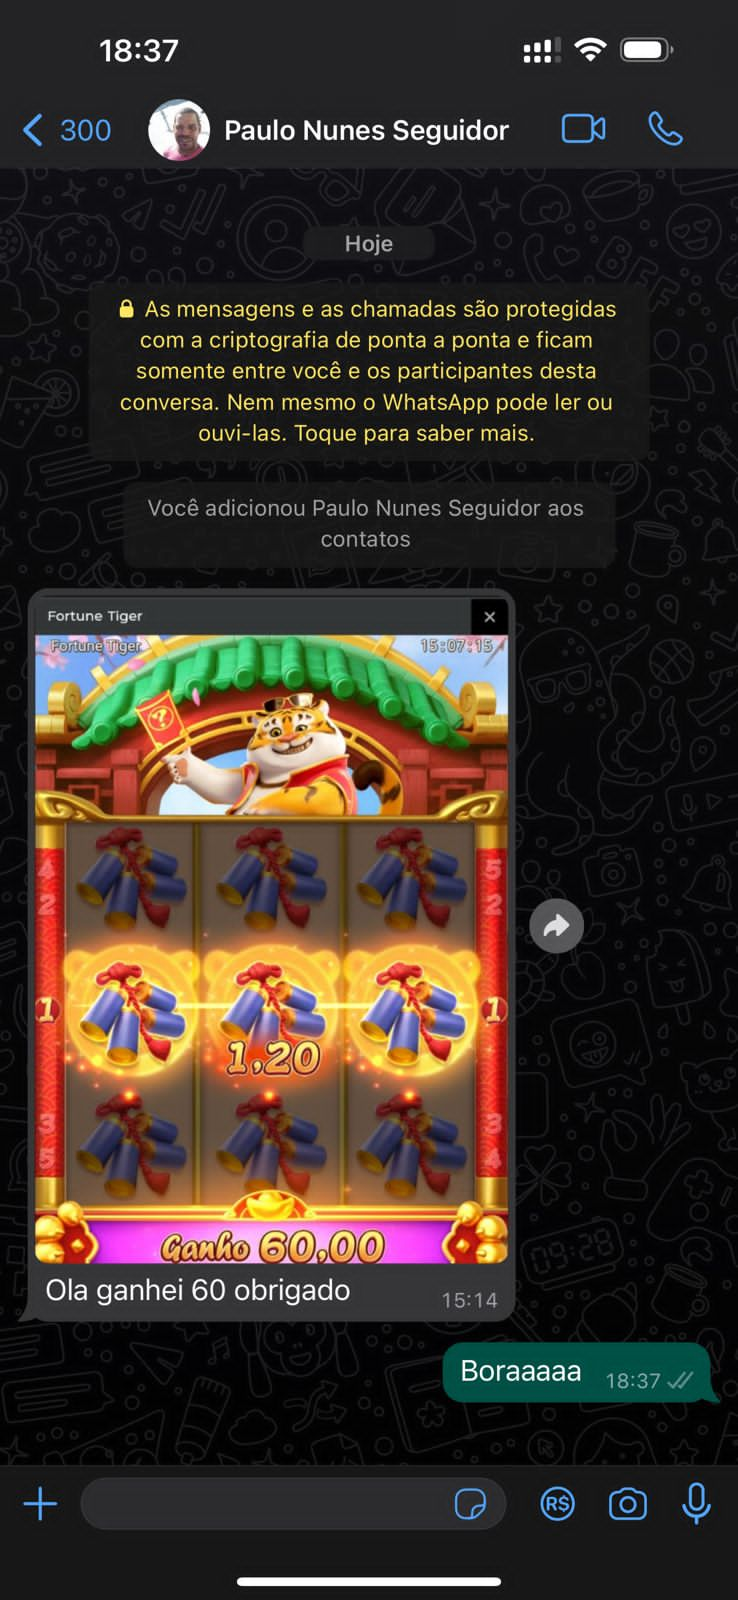 18:37
300
Paulo Nunes Seguidor
Hoje
As mensagens e as chamadas são protegidas
com a criptografia de ponta a ponta e ficam
somente entre você e os participantes desta
conversa. Nem mesmo o WhatsApp pode ler ou
ouvi-las. Toque para saber mais.
Você adicionou Paulo Nunes Seguidor aos
contatos
Fortune Tiger
Fortune Tiger 15:07:15
4 5
2 2
1 1
1,20
3 3
5 4
Ganho 60,00
Ola ganhei 60 obrigado
15:14
Boraaaaa
18:37
R$